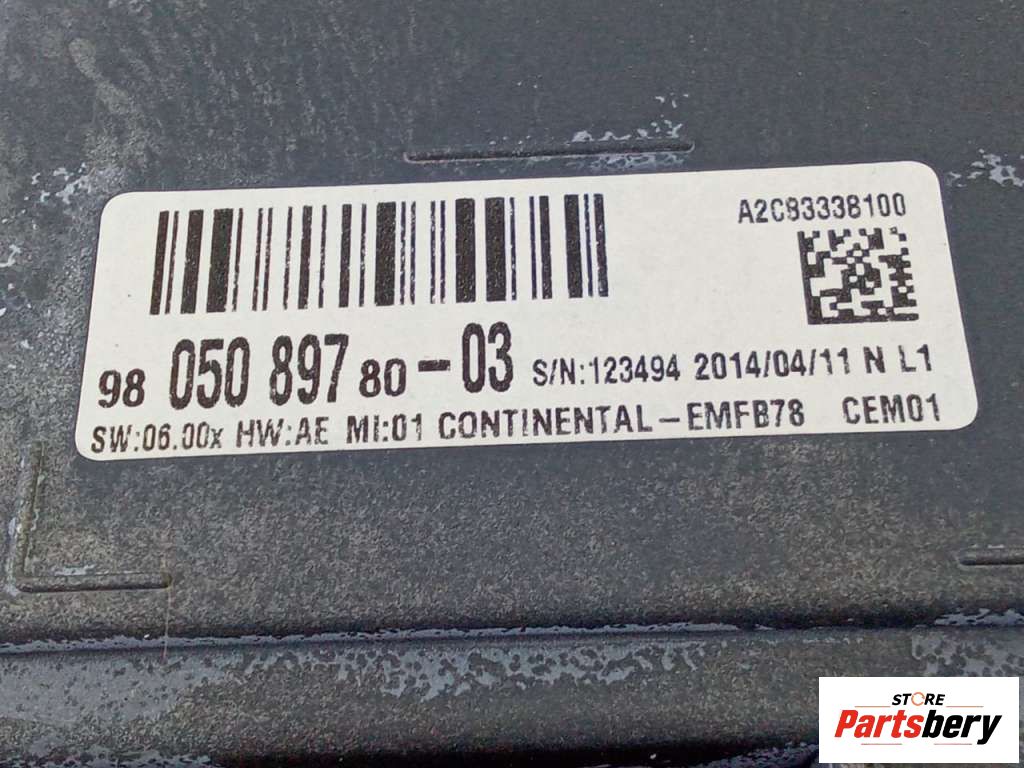 A2C93338100
98 050 897 80-03 S/N:123494 2014/04/11 N L1
SW:06.00x HW:AE MI:01 CONTINENTAL-EMFB78 CEM01
STORE
Partsbery